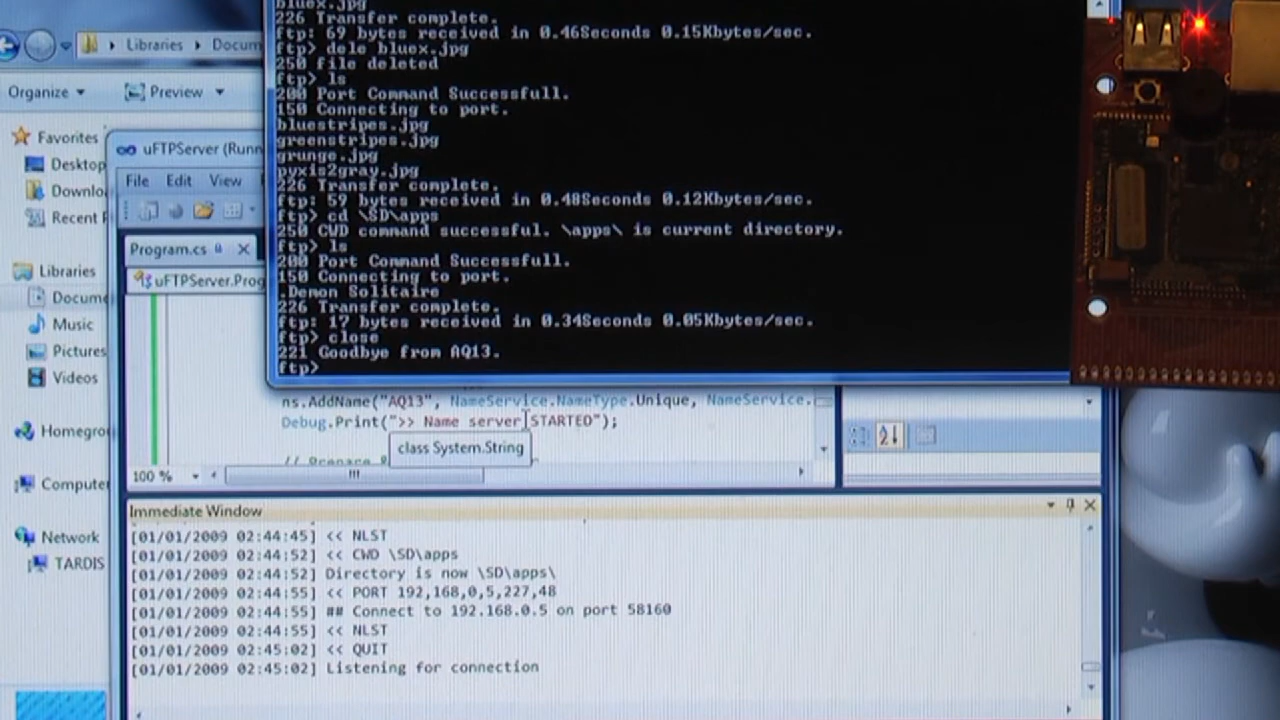 bluex.jpg
226 Transfer complete.
ftp: 69 bytes received in 0.46Seconds 0.15Kbytes/sec.
ftp> dele bluex.jpg
250 file deleted
ftp> ls
200 Port Command Successfull.
150 Connecting to port.
bluestripes.jpg
greenstripes.jpg
grunge.jpg
pyxis2gray.jpg
226 Transfer complete.
ftp: 59 bytes received in 0.48Seconds 0.12Kbytes/sec.
ftp> cd \SD\apps
250 CWD command successful. \apps\ is current directory.
ftp> ls
200 Port Command Successfull.
150 Connecting to port.
.Demon Solitaire
226 Transfer complete.
ftp: 17 bytes received in 0.34Seconds 0.05Kbytes/sec.
ftp> close
221 Goodbye from AQ13.
ftp>
Libraries Docum
Organize Preview
Favorites
Desktop
Downlo
Recent P
Libraries
Docume
Music
Pictures
Videos
Homegro
Compute
Network
TARDIS
uFTPServer (Runn
File Edit View
Program.cs
uFTPServer.Prog
ns.AddName("AQ13", NameService.NameType.Unique, NameService.
Debug.Print(">> Name server STARTED");
class System.String
100 %
Immediate Window
[01/01/2009 02:44:45] << NLST
[01/01/2009 02:44:52] << CWD \SD\apps
[01/01/2009 02:44:52] Directory is now \SD\apps\
[01/01/2009 02:44:55] << PORT 192,168,0,5,227,48
[01/01/2009 02:44:55] ## Connect to 192.168.0.5 on port 58160
[01/01/2009 02:44:55] << NLST
[01/01/2009 02:45:02] << QUIT
[01/01/2009 02:45:02] Listening for connection